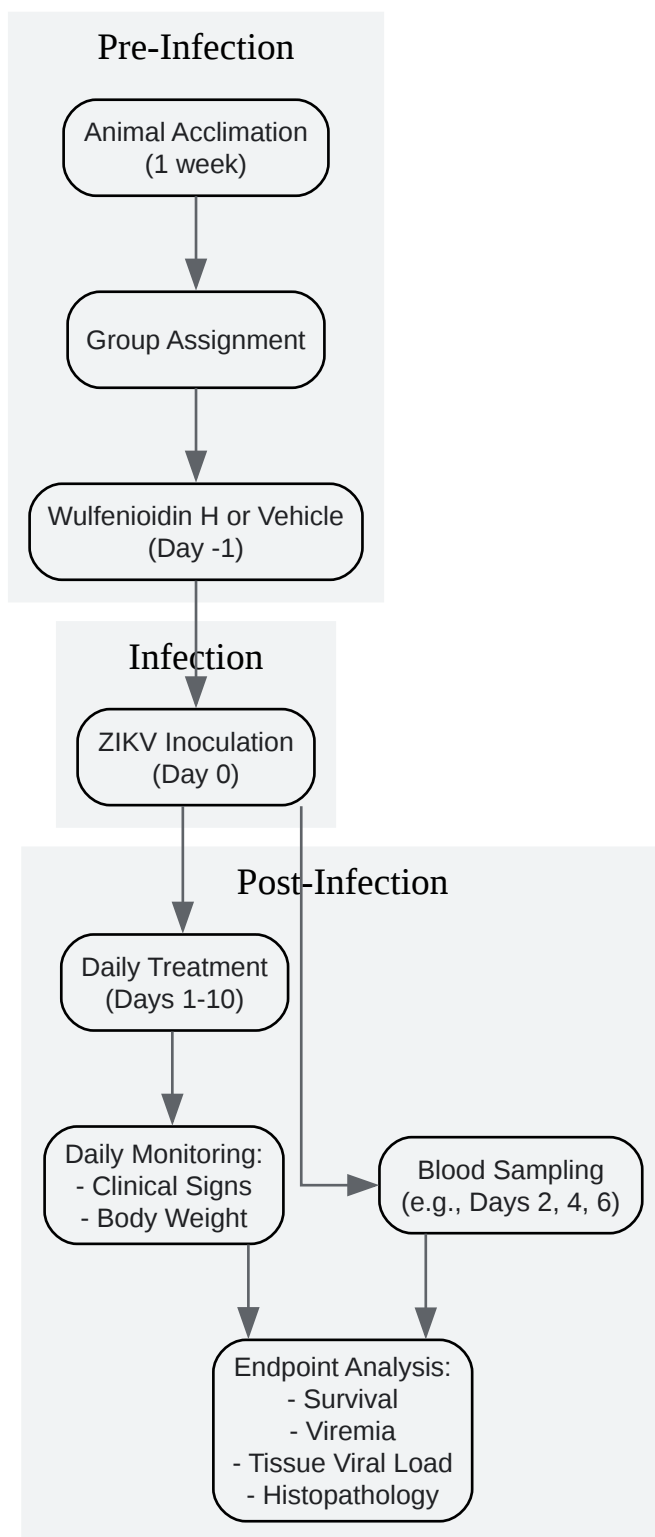 Pre-Infection
Animal Acclimation
(1 week)
Group Assignment
Wulfenioidin H or Vehicle
(Day -1)
Infection
ZIKV Inoculation
(Day 0)
Post-Infection
Daily Treatment
(Days 1-10)
Daily Monitoring:
- Clinical Signs
- Body Weight
Blood Sampling
(e.g., Days 2, 4, 6)
Endpoint Analysis:
- Survival
- Viremia
- Tissue Viral Load
- Histopathology